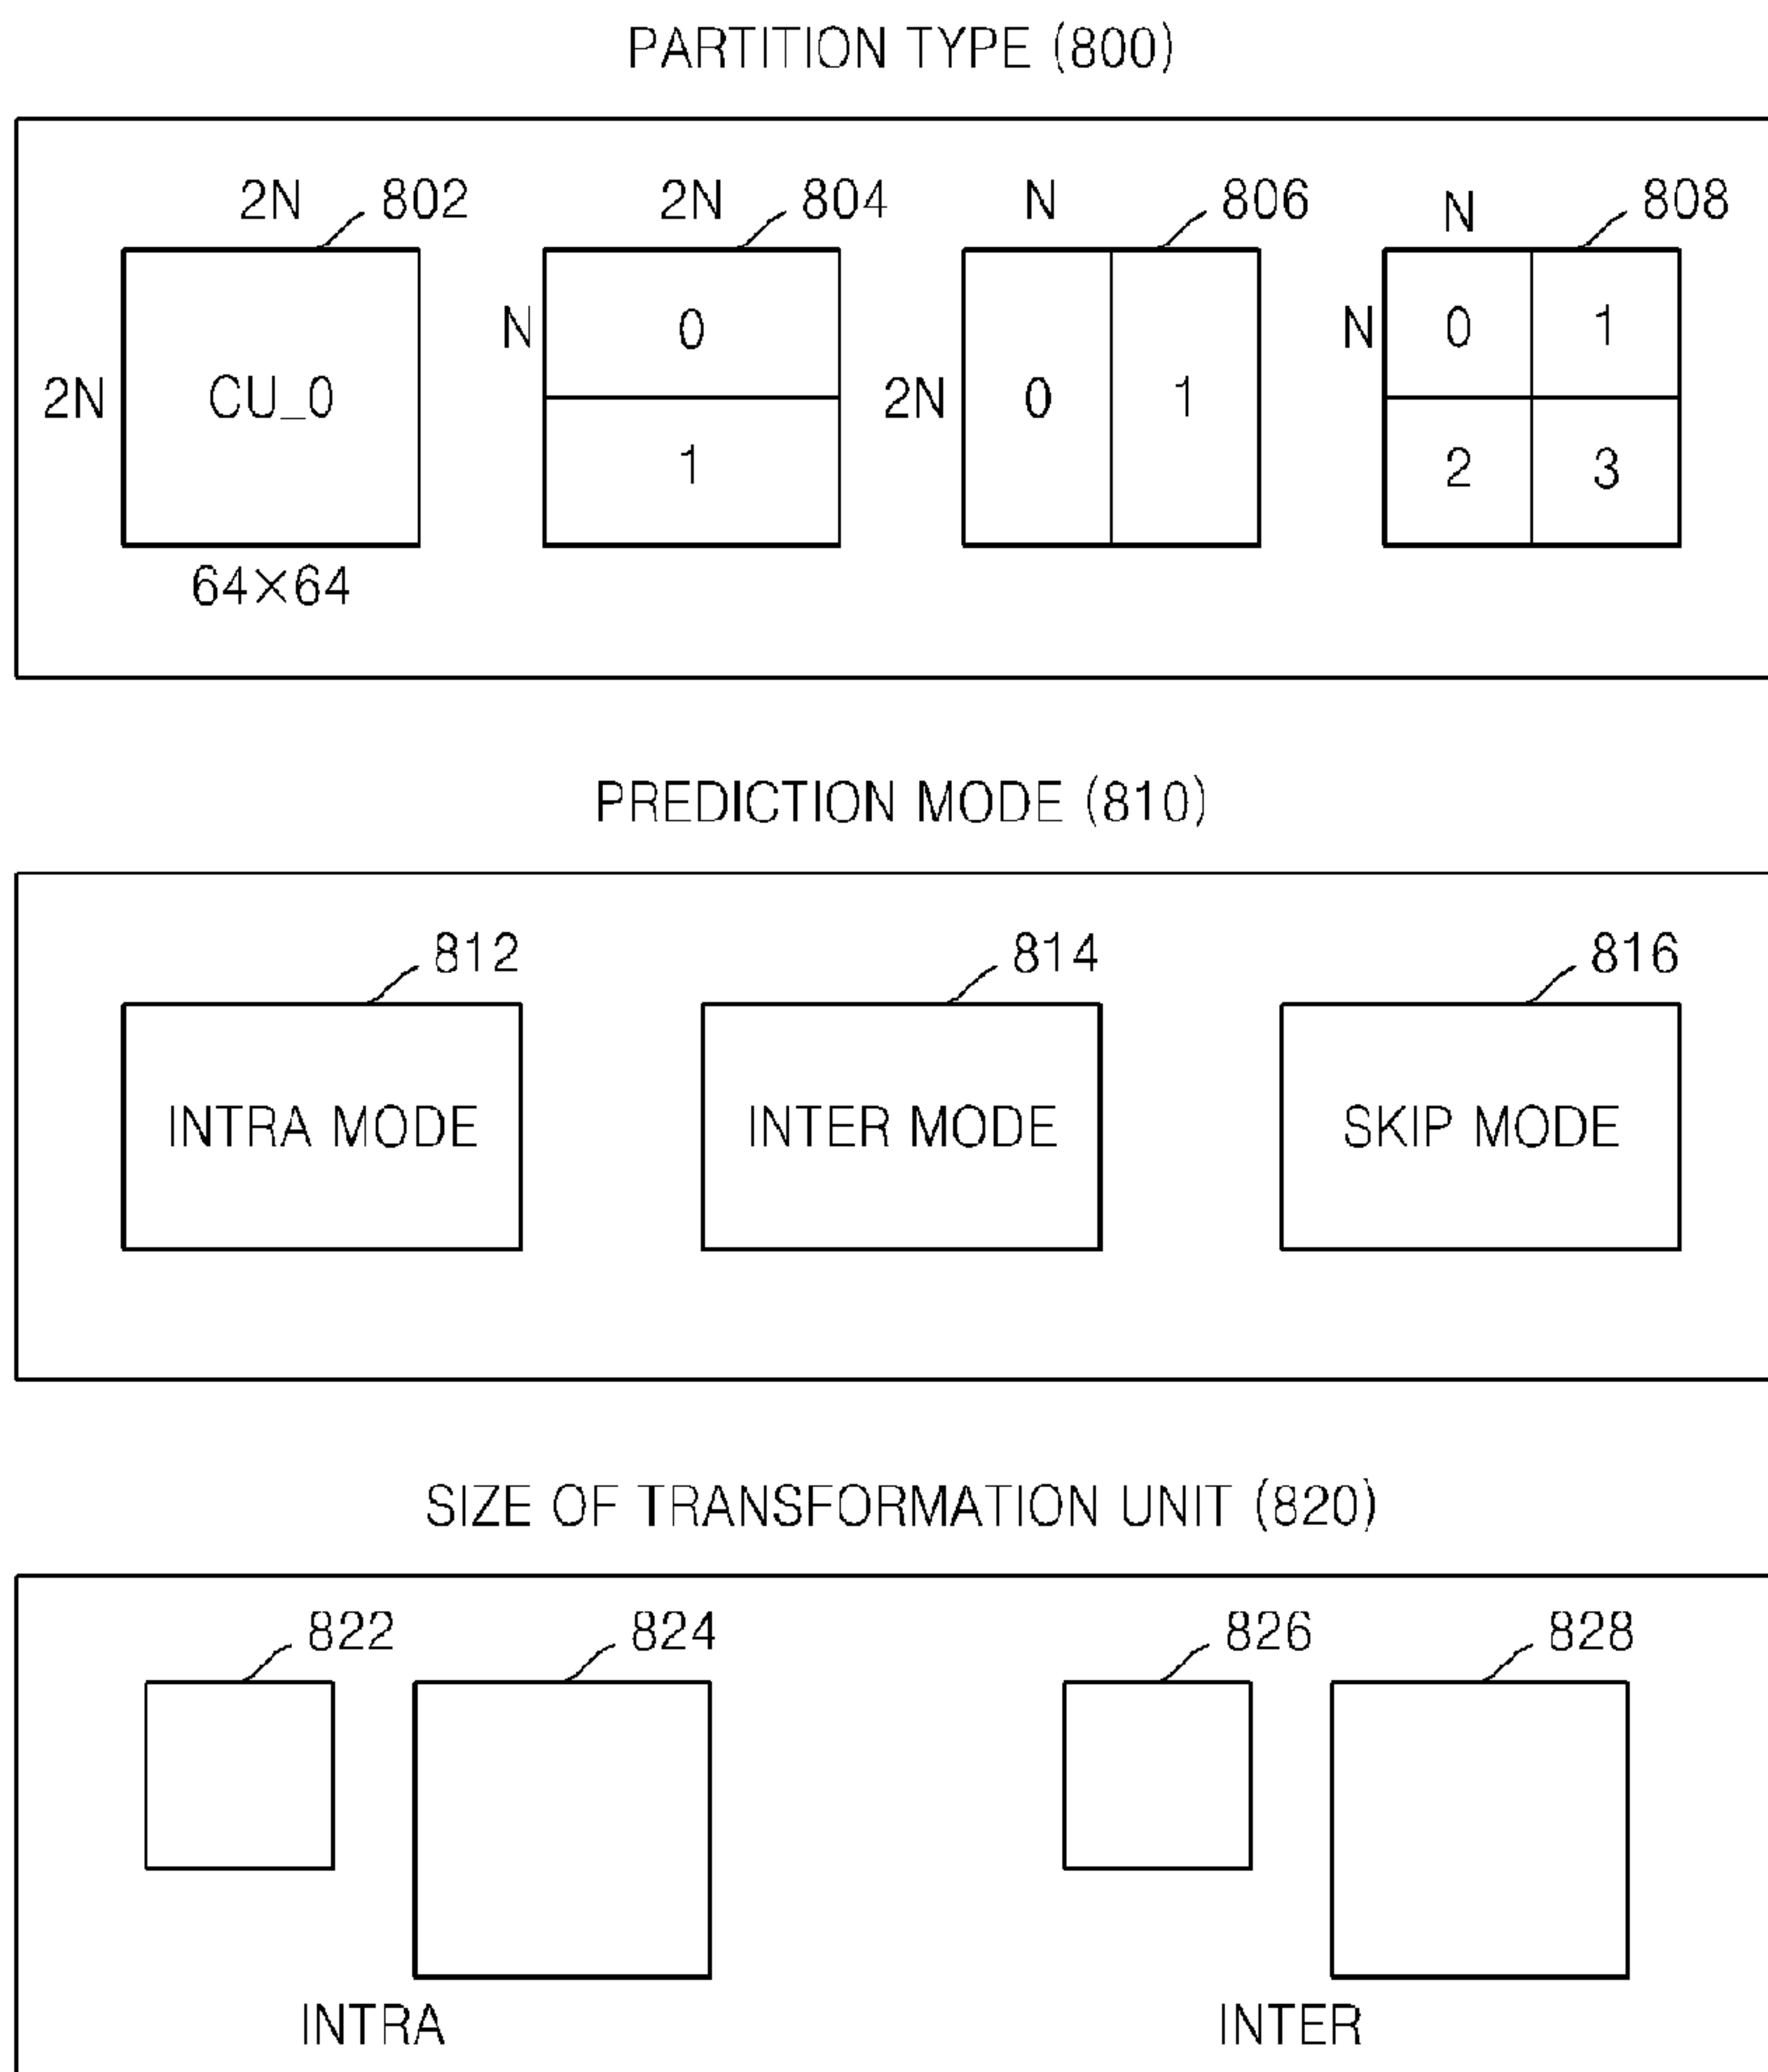 PARTITION TYPE (800)
2N 802 2N 804 N 806 N 808
N 0 N 0 1
2N CU_0 2N 0 1
1 2 3
64×64
PREDICTION MODE (810)
812 814 816
INTRA MODE INTER MODE SKIP MODE
SIZE OF TRANSFORMATION UNIT (820)
822 824 826 828
INTRA INTER